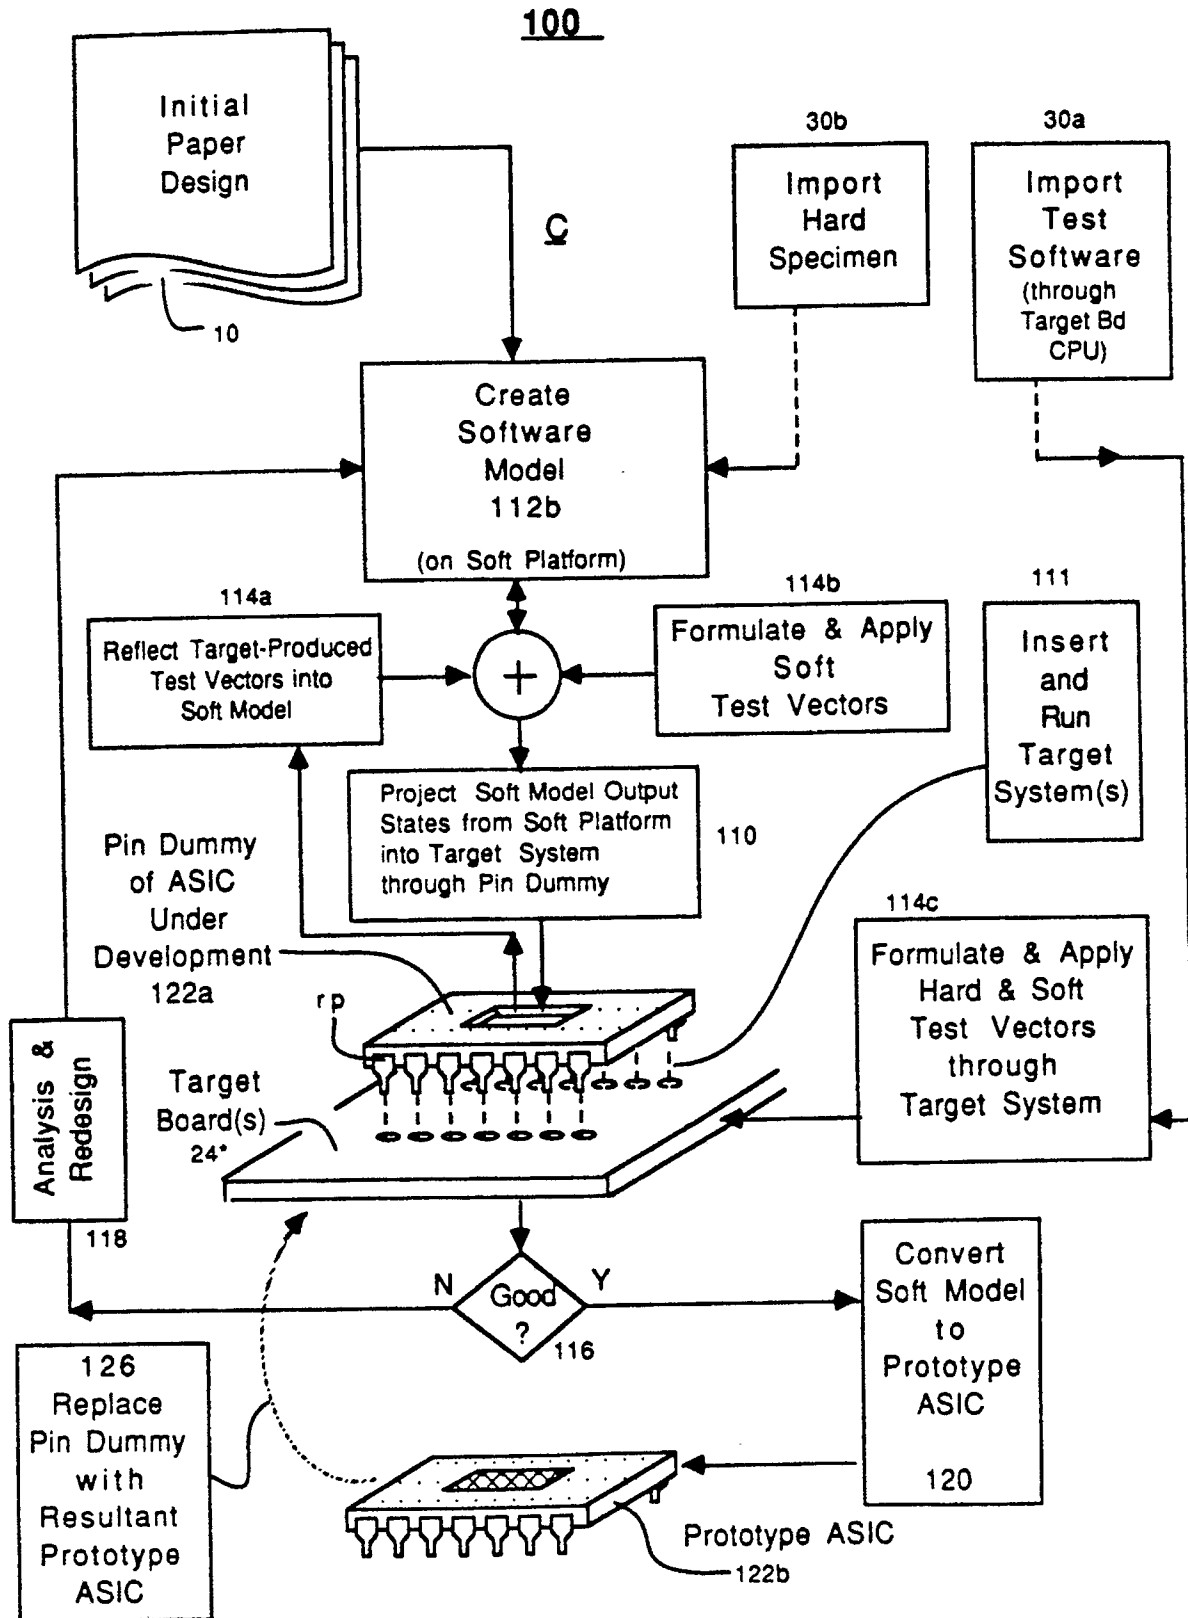 100
Initial
Paper
Design
10
C
30b
Import
Hard
Specimen
30a
Import
Test
Software
(through
Target Bd
CPU)
Create
Software
Model
112b
(on Soft Platform)
114a
Reflect Target-Produced
Test Vectors into
Soft Model
+
114b
Formulate & Apply
Soft
Test Vectors
111
Insert
and
Run
Target
System(s)
Project Soft Model Output
States from Soft Platform
into Target System
through Pin Dummy
110
Pin Dummy
of ASIC
Under
Development
122a
rp
114c
Formulate & Apply
Hard & Soft
Test Vectors
through
Target System
Analysis &
Redesign
118
Target
Board(s)
24*
N
Good
?
Y
116
Convert
Soft Model
to
Prototype
ASIC
120
126
Replace
Pin Dummy
with
Resultant
Prototype
ASIC
Prototype ASIC
122b